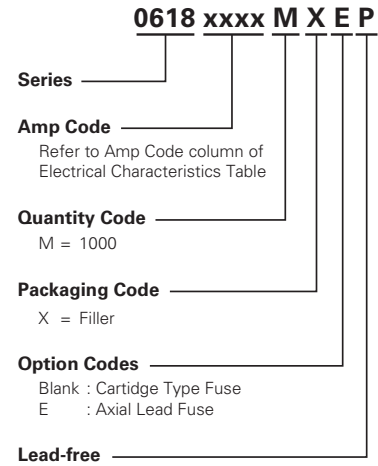 0618 xxxx M X E P
Series
Amp Code
Refer to Amp Code column of
Electrical Characteristics Table
Quantity Code
M = 1000
Packaging Code
X = Filler
Option Codes
Blank : Cartidge Type Fuse
E : Axial Lead Fuse
Lead-free